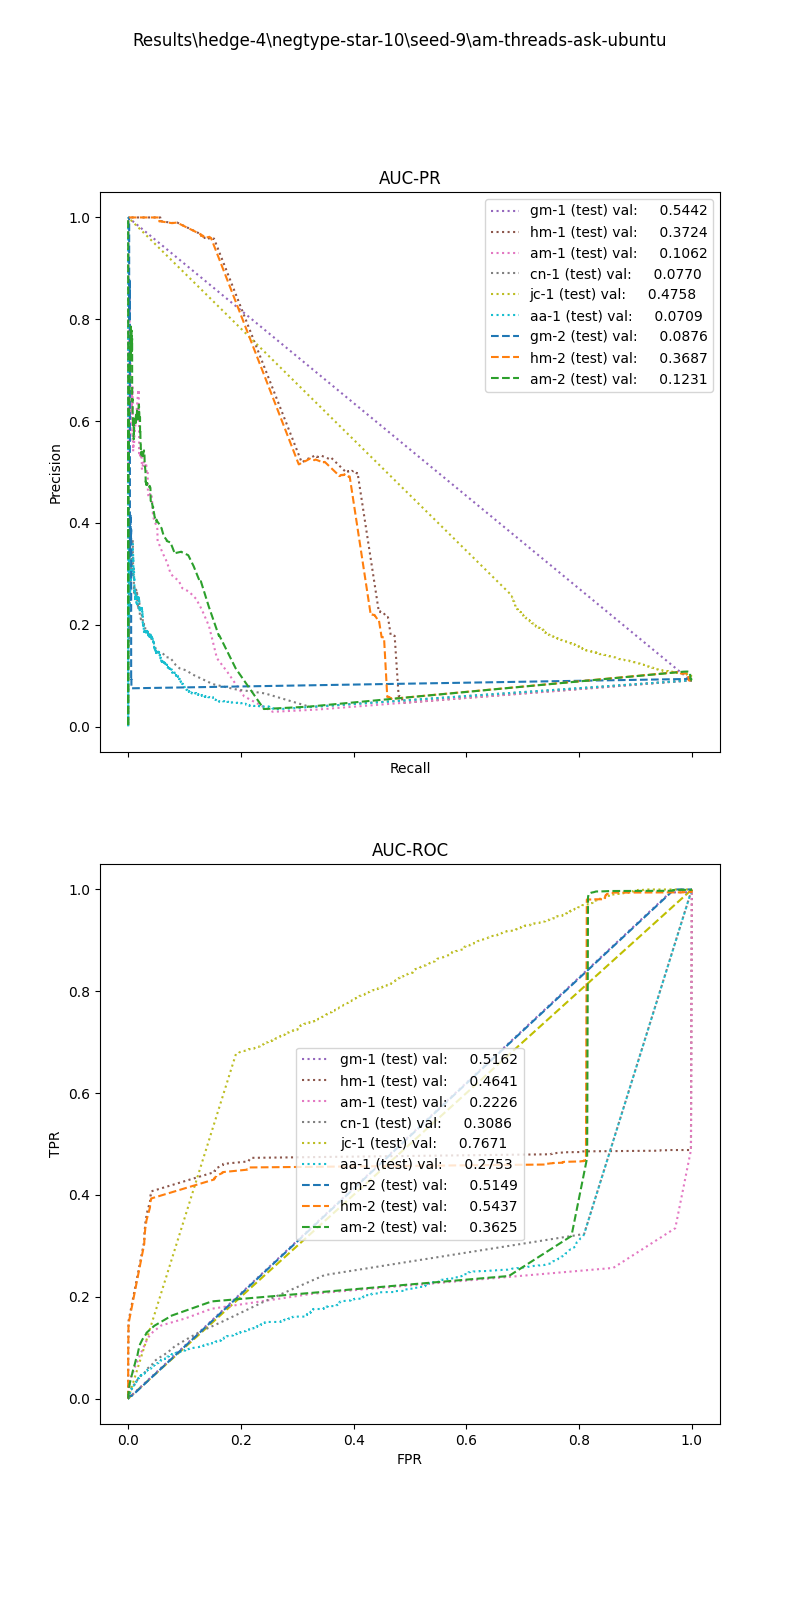 Results\hedge-4\negtype-star-10\seed-9\am-threads-ask-ubuntu
AUC-PR
1.0
0.8
0.6
0.4
0.2
0.0
Precision
gm-1 (test) val: 0.5442
hm-1 (test) val: 0.3724
am-1 (test) val: 0.1062
cn-1 (test) val: 0.0770
jc-1 (test) val: 0.4758
aa-1 (test) val: 0.0709
gm-2 (test) val: 0.0876
hm-2 (test) val: 0.3687
am-2 (test) val: 0.1231
Recall
AUC-ROC
1.0
0.8
0.6
0.4
0.2
0.0
TPR
gm-1 (test) val: 0.5162
hm-1 (test) val: 0.4641
am-1 (test) val: 0.2226
cn-1 (test) val: 0.3086
jc-1 (test) val: 0.7671
aa-1 (test) val: 0.2753
gm-2 (test) val: 0.5149
hm-2 (test) val: 0.5437
am-2 (test) val: 0.3625
0.0 0.2 0.4 0.6 0.8 1.0
FPR